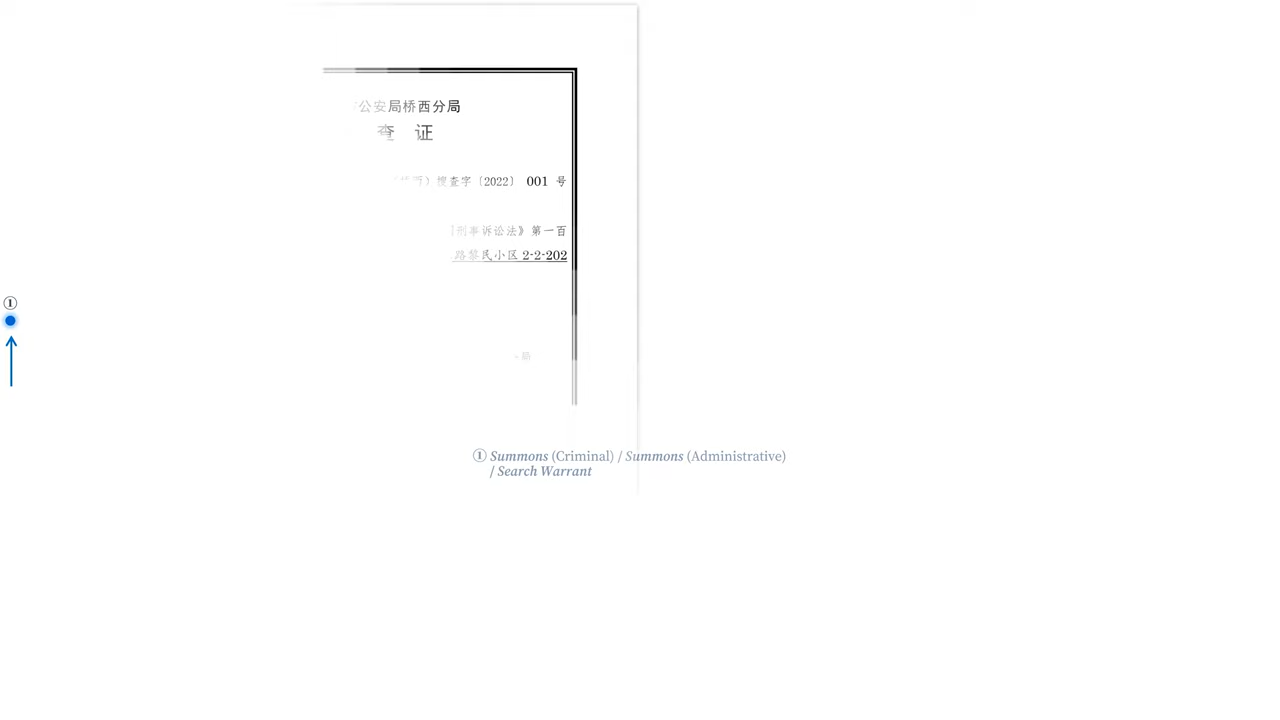 公安局桥西分局
查 证
）搜查字〔2022〕 001 号
刑事诉讼法》第一百
路黎民小区 2-2-202
①
局
① Summons (Criminal) / Summons (Administrative)
/ Search Warrant